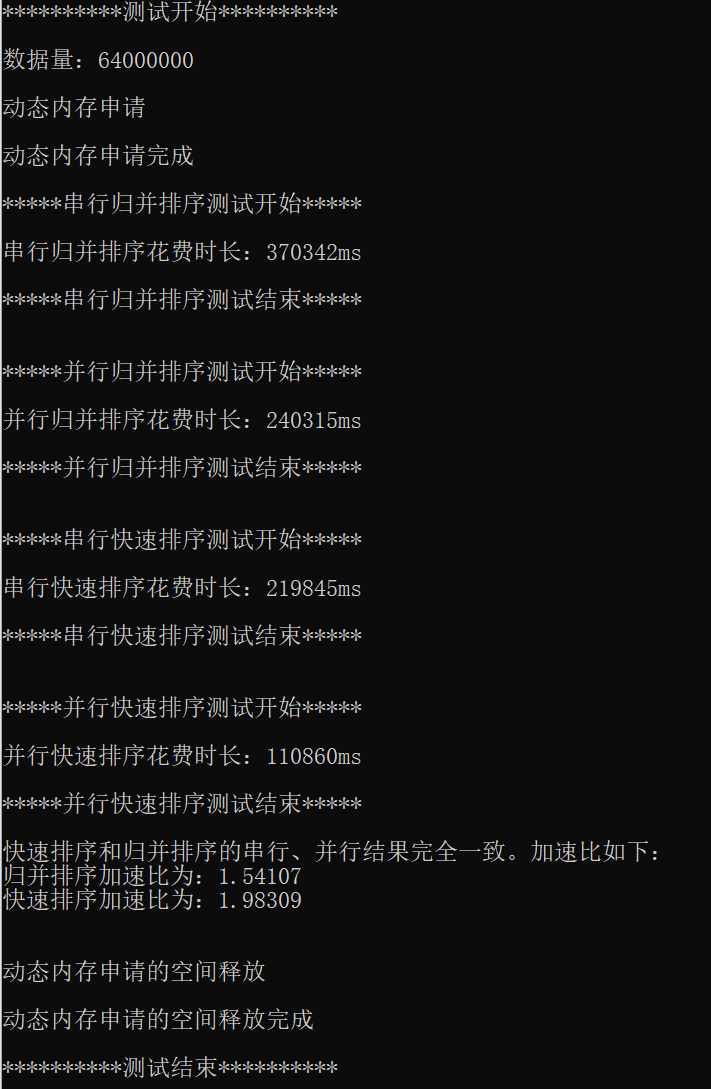 **********测试开始**********
数据量：64000000
动态内存申请
动态内存申请完成
*****串行归并排序测试开始*****
串行归并排序花费时长：370342ms
*****串行归并排序测试结束*****
*****并行归并排序测试开始*****
并行归并排序花费时长：240315ms
*****并行归并排序测试结束*****
*****串行快速排序测试开始*****
串行快速排序花费时长：219845ms
*****串行快速排序测试结束*****
*****并行快速排序测试开始*****
并行快速排序花费时长：110860ms
*****并行快速排序测试结束*****
快速排序和归并排序的串行、并行结果完全一致。加速比如下：
归并排序加速比为：1.54107
快速排序加速比为：1.98309
动态内存申请的空间释放
动态内存申请的空间释放完成
**********测试结束**********